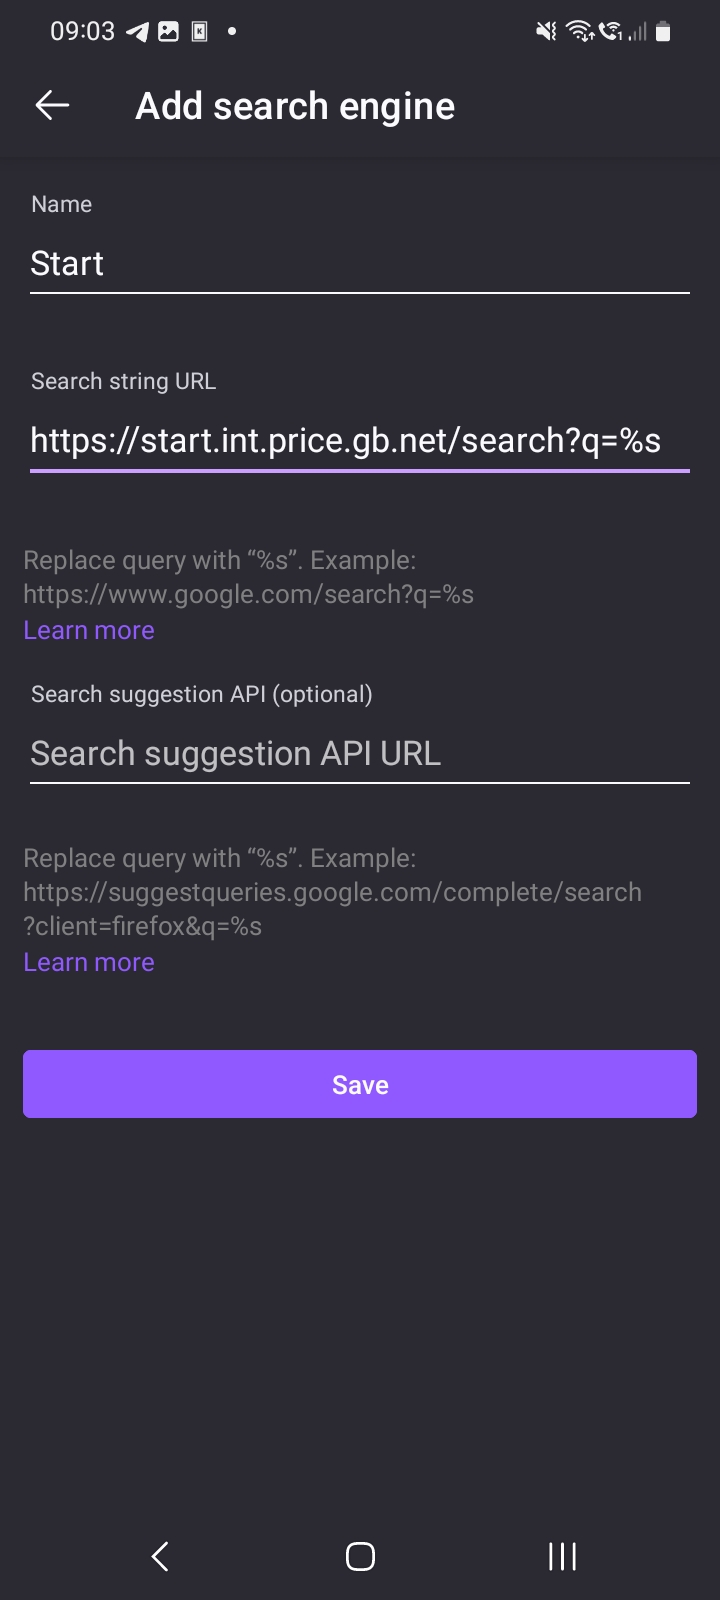 09:03
Add search engine
Name
Start
Search string URL
https://start.int.price.gb.net/search?q=%s
Replace query with “%s”. Example:
https://www.google.com/search?q=%s
Learn more
Search suggestion API (optional)
Search suggestion API URL
Replace query with “%s”. Example:
https://suggestqueries.google.com/complete/search
?client=firefox&q=%s
Learn more
Save